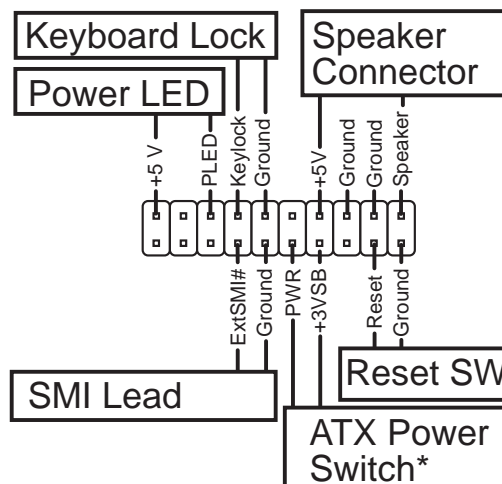 Keyboard Lock
Speaker
Connector
Power LED
+5 V
PLED
Keylock
Ground
+5V
Ground
Ground
Speaker
ExtSMI#
Ground
PWR
+3VSB
Reset
Ground
SMI Lead
Reset SW
ATX Power
Switch*